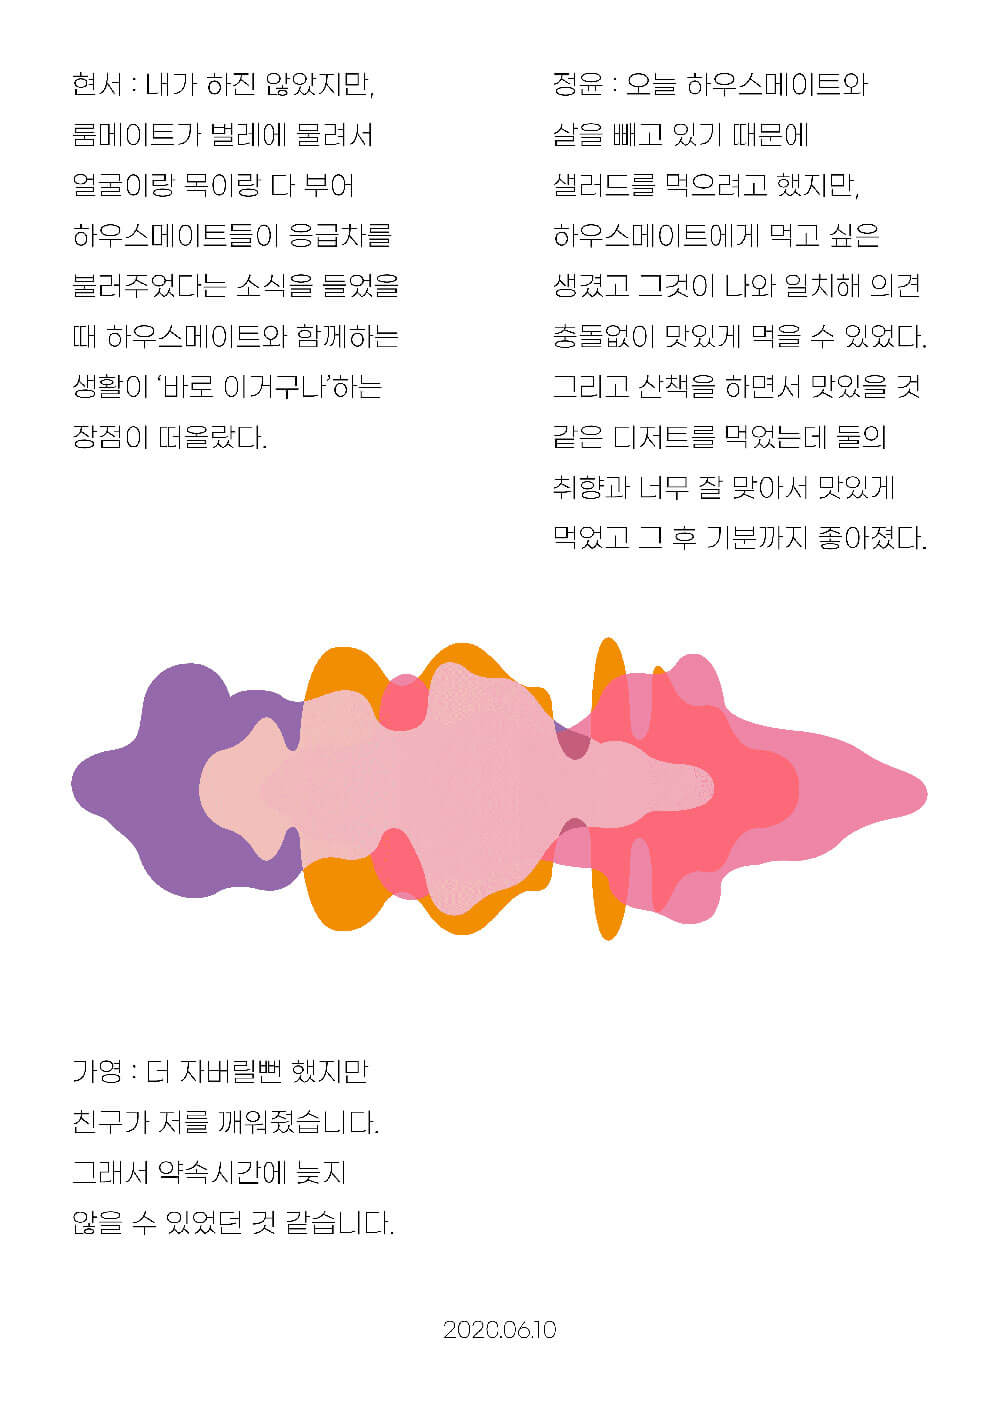 현서 : 내가 하진 않았지만,
룸메이트가 벌레에 물려서
얼굴이랑 목이랑 다 부어
하우스메이트들이 응급차를
불러주었다는 소식을 들었을
때 하우스메이트와 함께하는
생활이 ‘바로 이거구나’하는
장점이 떠올랐다.
정윤 : 오늘 하우스메이트와
살을 빼고 있기 때문에
샐러드를 먹으려고 했지만,
하우스메이트에게 먹고 싶은
생겼고 그것이 나와 일치해 의견
충돌없이 맛있게 먹을 수 있었다.
그리고 산책을 하면서 맛있을 것
같은 디저트를 먹었는데 둘의
취향과 너무 잘 맞아서 맛있게
먹었고 그 후 기분까지 좋아졌다.
가영 : 더 자버릴뻔 했지만
친구가 저를 깨워줬습니다.
그래서 약속시간에 늦지
않을 수 있었던 것 같습니다.
2020.06.10